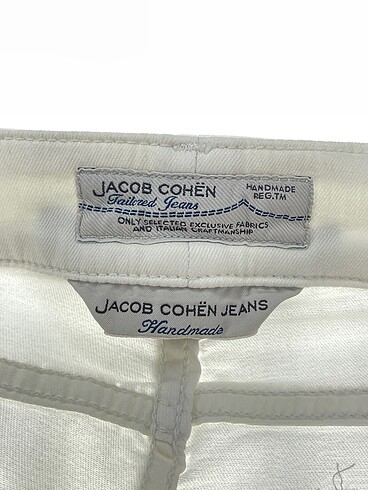 JACOB COHËN HANDMADE
Tailored Jeans REG.TM
ONLY SELECTED EXCLUSIVE FABRICS
AND ITALIAN CRAFTMANSHIP
JACOB COHËN JEANS
Handmade